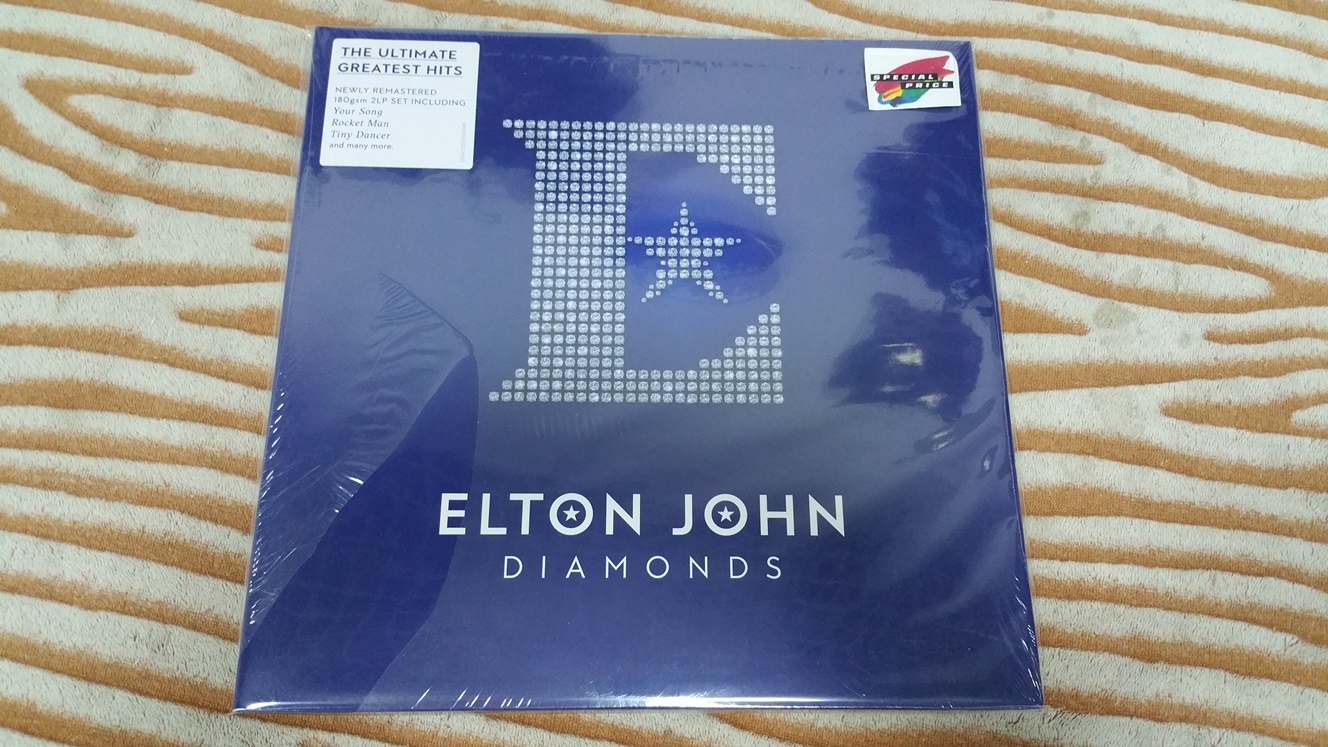 THE ULTIMATE
GREATEST HITS
NEWLY REMASTERED
180gsm 2LP SET INCLUDING
Your Song
Rocket Man
Tiny Dancer
and many more.
SPECIAL
PRICE
E
ELTON JOHN
DIAMONDS